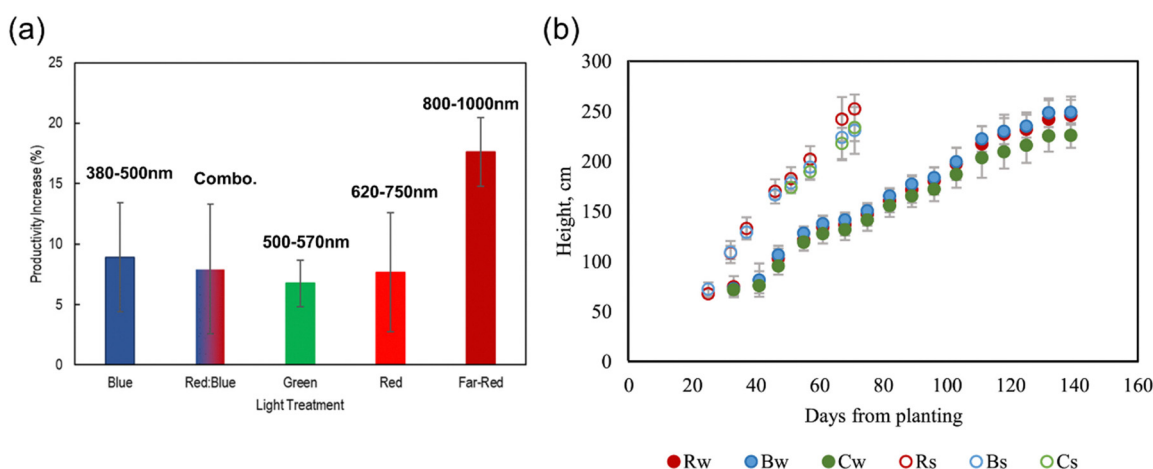 (a)
25
20
15
10
5
0
Productivity Increase (%)
380-500nm
Combo.
500-570nm
620-750nm
800-1000nm
Blue
Red:Blue
Green
Red
Far-Red
Light Treatment
(b)
300
250
200
150
100
50
0
Height, cm
0 20 40 60 80 100 120 140 160
Days from planting
Rw Bw Cw Rs Bs Cs